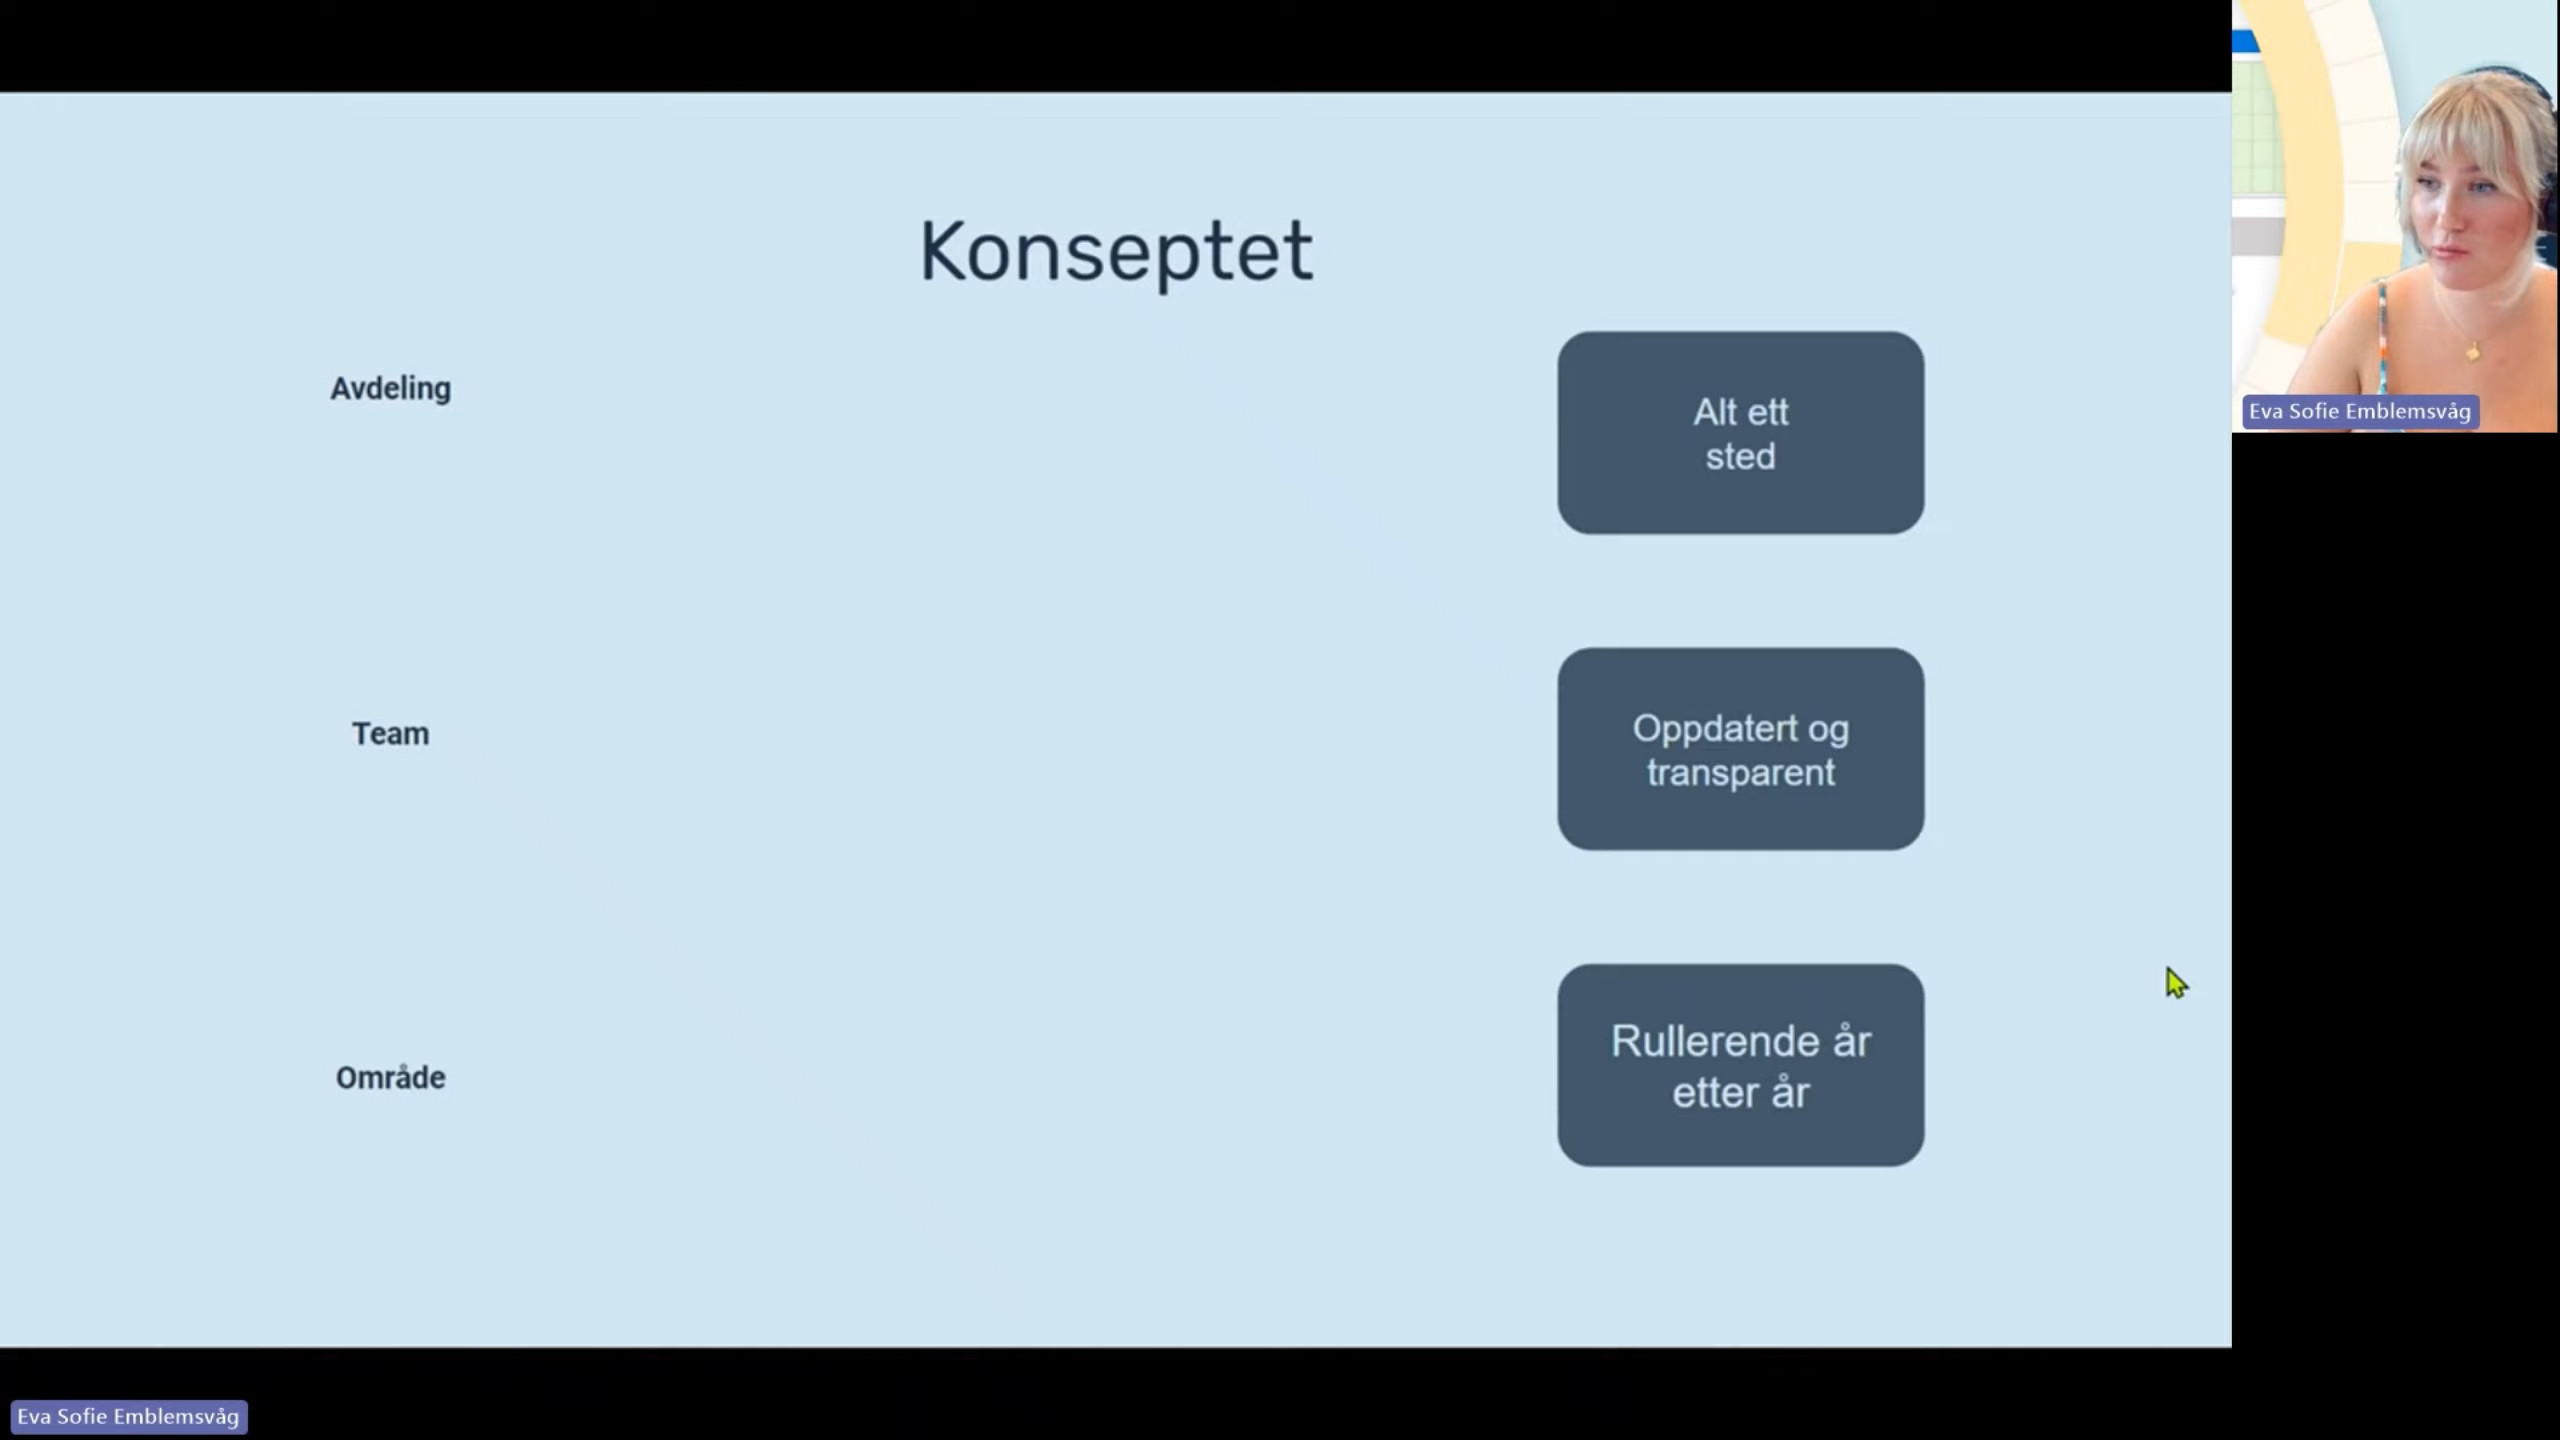 Konseptet
Avdeling
Alt ett
sted
Team
Oppdatert og
transparent
Område
Rullerende år
etter år
Eva Sofie Emblemsvåg
Eva Sofie Emblemsvåg